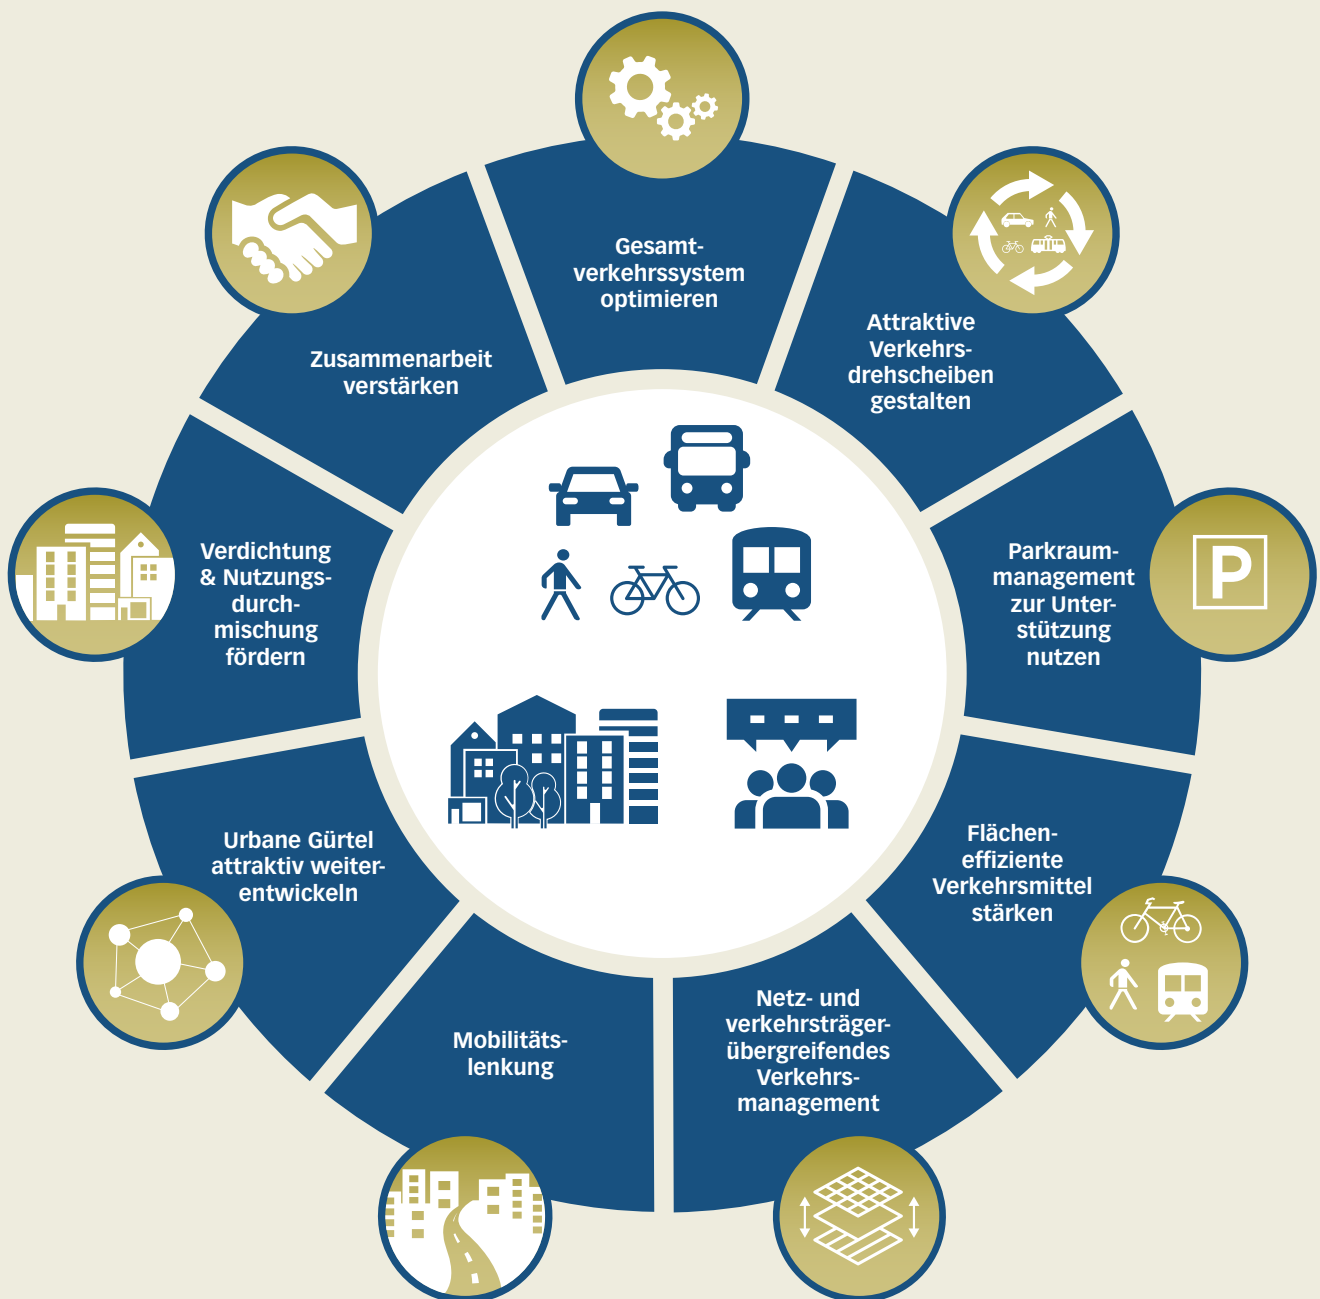 Gesamt-
verkehrssystem
optimieren
Attraktive
Verkehrs-
drehscheiben
gestalten
Parkraum-
management
zur Unter-
stützung
nutzen
P
Flächen-
effiziente
Verkehrsmittel
stärken
Netz- und
verkehrsträger-
übergreifendes
Verkehrs-
management
Mobilitäts-
lenkung
Urbane Gürtel
attraktiv weiter-
entwickeln
Verdichtung
& Nutzungs-
durch-
mischung
fördern
Zusammenarbeit
verstärken